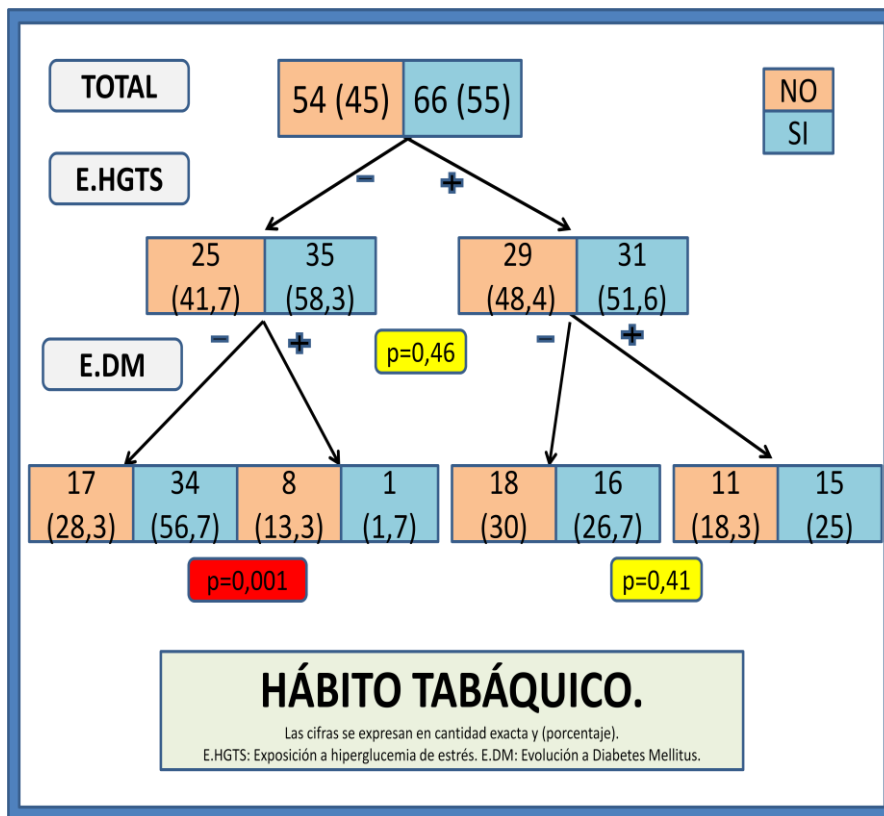 TOTAL
54 (45) 66 (55)
NO
SI
E.HGTS
− +
25 35 29 31
(41,7) (58,3) (48,4) (51,6)
− + − +
p=0,46
E.DM
17 34 8 1 18 16 11 15
(28,3) (56,7) (13,3) (1,7) (30) (26,7) (18,3) (25)
p=0,001 p=0,41
HÁBITO TABÁQUICO.
Las cifras se expresan en cantidad exacta y (porcentaje).
E.HGTS: Exposición a hiperglucemia de estrés. E.DM: Evolución a Diabetes Mellitus.